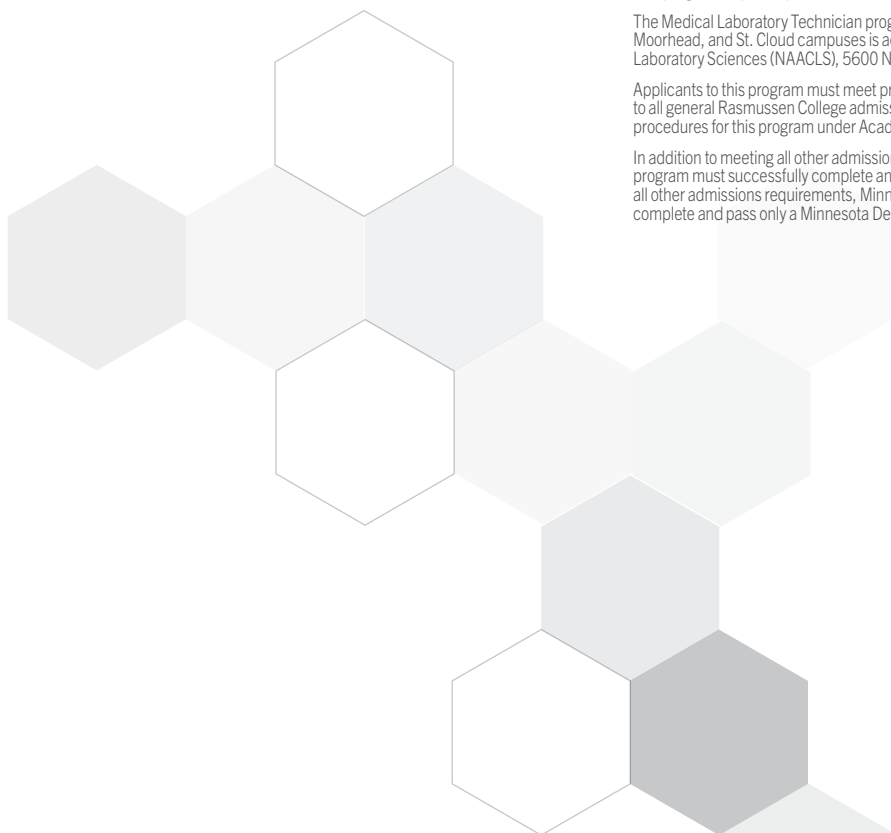 The Medical Laboratory Technician prog
Moorhead, and St. Cloud campuses is a
Laboratory Sciences (NAACLS), 5600 N
Applicants to this program must meet pr
to all general Rasmussen College admiss
procedures for this program under Acad
In addition to meeting all other admission
program must successfully complete an
all other admissions requirements, Minn
complete and pass only a Minnesota De